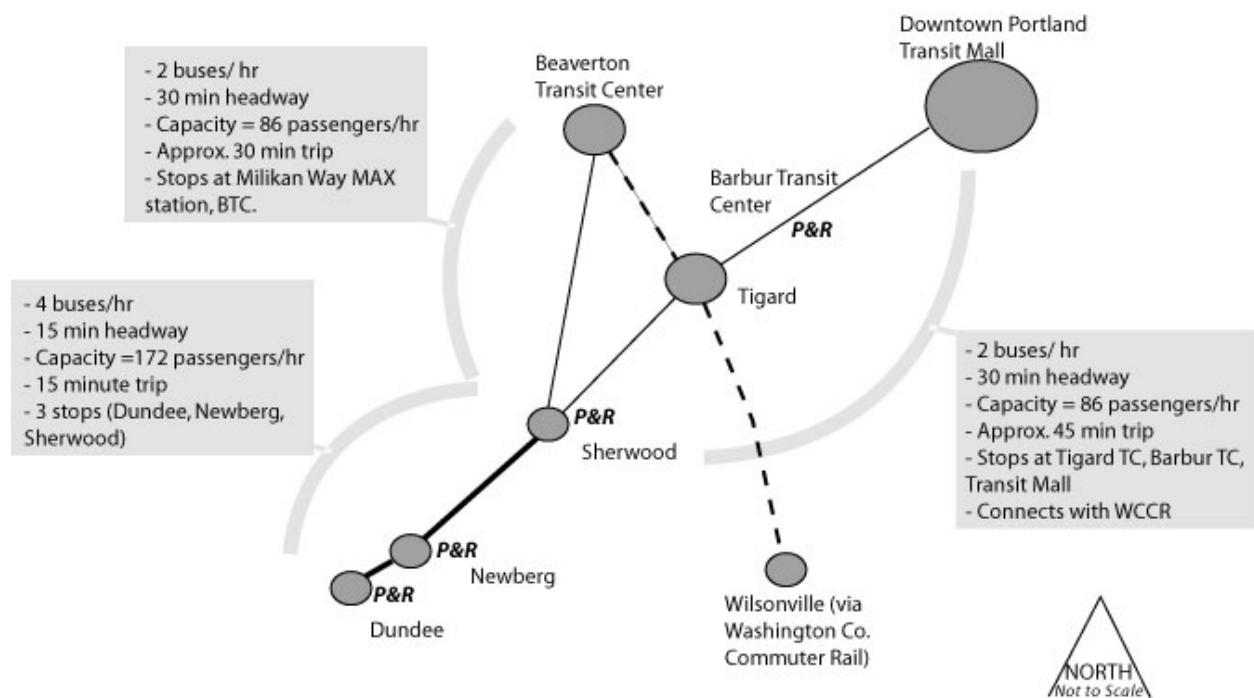 Downtown Portland
Transit Mall
Beaverton
Transit Center
- 2 buses/ hr
- 30 min headway
- Capacity = 86 passengers/hr
- Approx. 30 min trip
- Stops at Milikan Way MAX
station, BTC.
Barbur Transit
Center
P&R
Tigard
- 4 buses/hr
- 15 min headway
- Capacity =172 passengers/hr
- 15 minute trip
- 3 stops (Dundee, Newberg,
Sherwood)
- 2 buses/ hr
- 30 min headway
- Capacity = 86 passengers/hr
- Approx. 45 min trip
- Stops at Tigard TC, Barbur TC,
Transit Mall
- Connects with WCCR
P&R
Sherwood
P&R
Newberg
P&R
Dundee
Wilsonville (via
Washington Co.
Commuter Rail)
NORTH
Not to Scale